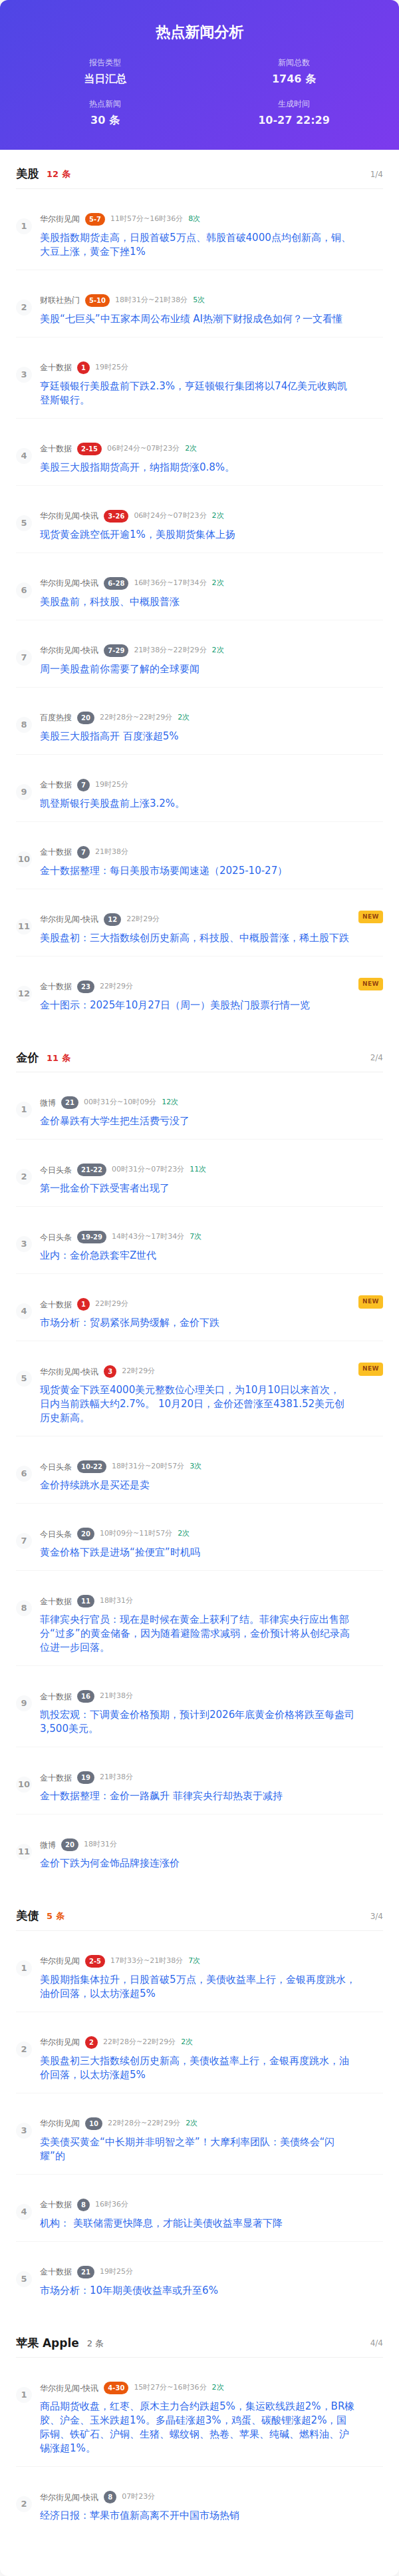 热点新闻分析
报告类型
当日汇总
新闻总数
1746 条
热点新闻
30 条
生成时间
10-27 22:29
美股 12 条 1/4
1
华尔街见闻 5-7 11时57分~16时36分 8次
美股指数期货走高，日股首破5万点、韩股首破4000点均创新高，铜、
大豆上涨，黄金下挫1%
2
财联社热门 5-10 18时31分~21时38分 5次
美股“七巨头”中五家本周公布业绩 AI热潮下财报成色如何？一文看懂
3
金十数据 1 19时25分
亨廷顿银行美股盘前下跌2.3%，亨廷顿银行集团将以74亿美元收购凯
登斯银行。
4
金十数据 2-15 06时24分~07时23分 2次
美股三大股指期货高开，纳指期货涨0.8%。
5
华尔街见闻-快讯 3-26 06时24分~07时23分 2次
现货黄金跳空低开逾1%，美股期货集体上扬
6
华尔街见闻-快讯 6-28 16时36分~17时34分 2次
美股盘前，科技股、中概股普涨
7
华尔街见闻-快讯 7-29 21时38分~22时29分 2次
周一美股盘前你需要了解的全球要闻
8
百度热搜 20 22时28分~22时29分 2次
美股三大股指高开 百度涨超5%
9
金十数据 7 19时25分
凯登斯银行美股盘前上涨3.2%。
10
金十数据 7 21时38分
金十数据整理：每日美股市场要闻速递（2025-10-27）
11
华尔街见闻-快讯 12 22时29分 NEW
美股盘初：三大指数续创历史新高，科技股、中概股普涨，稀土股下跌
12
金十数据 23 22时29分 NEW
金十图示：2025年10月27日（周一）美股热门股票行情一览
金价 11 条 2/4
1
微博 21 00时31分~10时09分 12次
金价暴跌有大学生把生活费亏没了
2
今日头条 21-22 00时31分~07时23分 11次
第一批金价下跌受害者出现了
3
今日头条 19-29 14时43分~17时34分 7次
业内：金价急跌套牢Z世代
4
金十数据 1 22时29分 NEW
市场分析：贸易紧张局势缓解，金价下跌
5
华尔街见闻-快讯 3 22时29分 NEW
现货黄金下跌至4000美元整数位心理关口，为10月10日以来首次，
日内当前跌幅大约2.7%。 10月20日，金价还曾涨至4381.52美元创
历史新高。
6
今日头条 10-22 18时31分~20时57分 3次
金价持续跳水是买还是卖
7
今日头条 20 10时09分~11时57分 2次
黄金价格下跌是进场“捡便宜”时机吗
8
金十数据 11 18时31分
菲律宾央行官员：现在是时候在黄金上获利了结。菲律宾央行应出售部
分“过多”的黄金储备，因为随着避险需求减弱，金价预计将从创纪录高
位进一步回落。
9
金十数据 16 21时38分
凯投宏观：下调黄金价格预期，预计到2026年底黄金价格将跌至每盎司
3,500美元。
10
金十数据 19 21时38分
金十数据整理：金价一路飙升 菲律宾央行却热衷于减持
11
微博 20 18时31分
金价下跌为何金饰品牌接连涨价
美债 5 条 3/4
1
华尔街见闻 2-5 17时33分~21时38分 7次
美股期指集体拉升，日股首破5万点，美债收益率上行，金银再度跳水，
油价回落，以太坊涨超5%
2
华尔街见闻 2 22时28分~22时29分 2次
美股盘初三大指数续创历史新高，美债收益率上行，金银再度跳水，油
价回落，以太坊涨超5%
3
华尔街见闻 10 22时28分~22时29分 2次
卖美债买黄金“中长期并非明智之举”！大摩利率团队：美债终会“闪
耀”的
4
金十数据 8 16时36分
机构： 美联储需更快降息，才能让美债收益率显著下降
5
金十数据 21 19时25分
市场分析：10年期美债收益率或升至6%
苹果 Apple 2 条 4/4
1
华尔街见闻-快讯 4-30 15时27分~16时36分 2次
商品期货收盘，红枣、原木主力合约跌超5%，集运欧线跌超2%，BR橡
胶、沪金、玉米跌超1%。多晶硅涨超3%，鸡蛋、碳酸锂涨超2%，国
际铜、铁矿石、沪铜、生猪、螺纹钢、热卷、苹果、纯碱、燃料油、沪
锡涨超1%。
2
华尔街见闻-快讯 8 07时23分
经济日报：苹果市值新高离不开中国市场热销